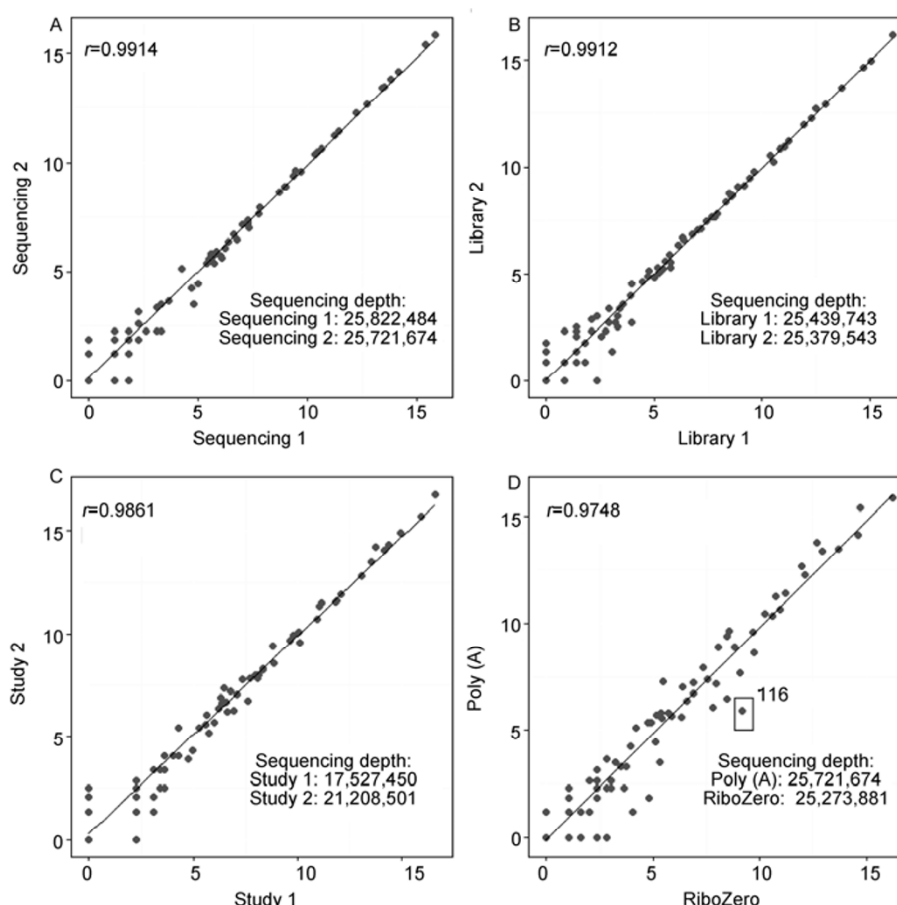 A
r=0.9914
15
10
5
0
Sequencing 2
Sequencing depth:
Sequencing 1: 25,822,484
Sequencing 2: 25,721,674
0 5 10 15
Sequencing 1
B
r=0.9912
15
10
5
0
Library 2
Sequencing depth:
Library 1: 25,439,743
Library 2: 25,379,543
0 5 10 15
Library 1
C
r=0.9861
15
10
5
0
Study 2
Sequencing depth:
Study 1: 17,527,450
Study 2: 21,208,501
0 5 10 15
Study 1
D
r=0.9748
15
10
5
0
Poly (A)
116
Sequencing depth:
Poly (A): 25,721,674
RiboZero: 25,273,881
0 5 10 15
RiboZero